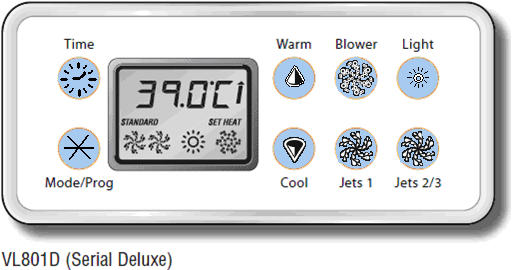 Time
Warm Blower Light
39.0°C1
STANDARD SET HEAT
Mode/Prog
Cool Jets 1 Jets 2/3
VL801D (Serial Deluxe)